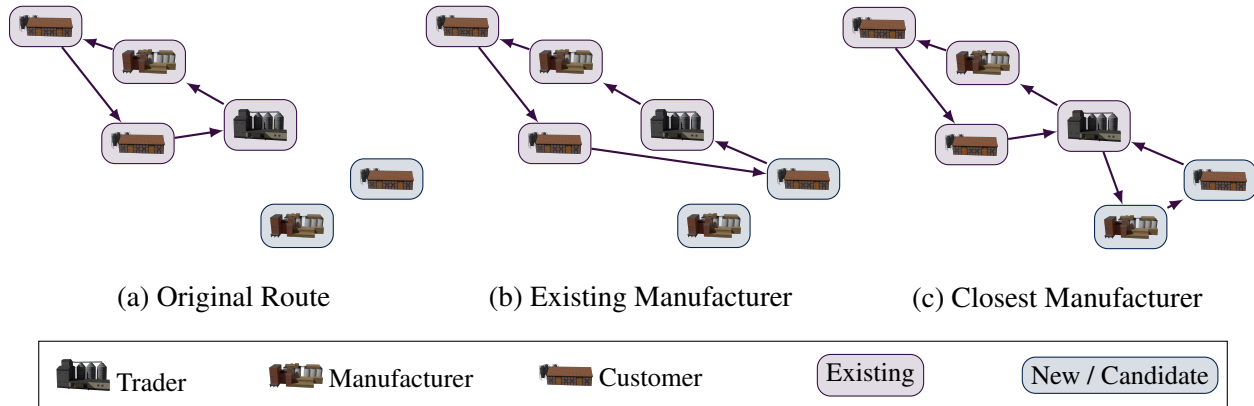 (a) Original Route
(b) Existing Manufacturer
(c) Closest Manufacturer
Trader
Manufacturer
Customer
Existing
New / Candidate